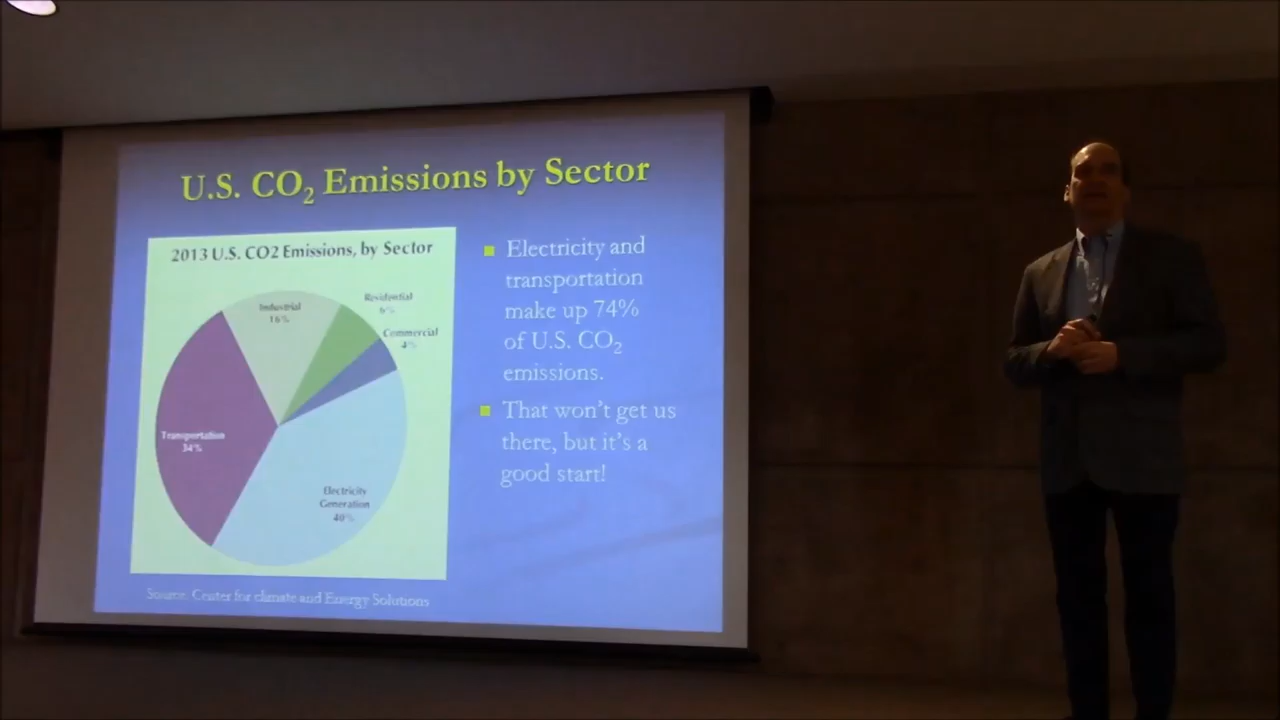 U.S. CO₂ Emissions by Sector
2013 U.S. CO2 Emissions, by Sector
Industrial
16%
Residential
6%
Commercial
4%
Transportation
34%
Electricity
Generation
40%
Source: Center for climate and Energy Solutions
Electricity and
transportation
make up 74%
of U.S. CO₂
emissions.
That won't get us
there, but it's a
good start!